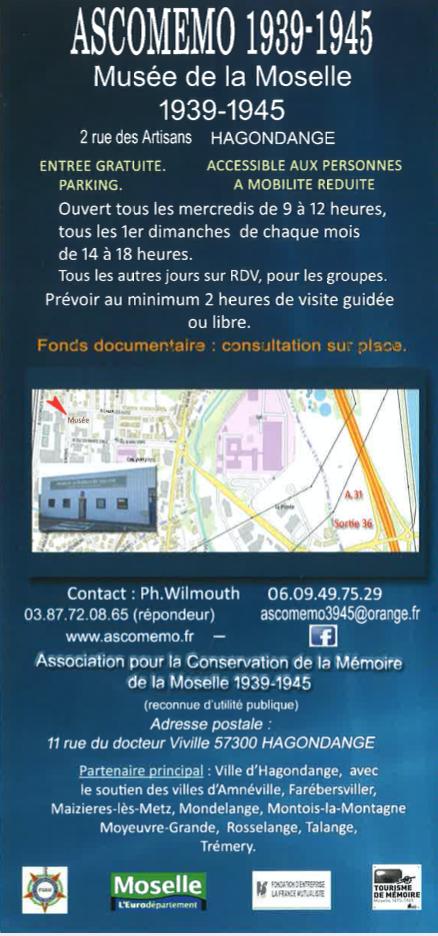 ASCOMEMO 1939-1945
Musée de la Moselle
1939-1945
2 rue des Artisans HAGONDANGE
ENTREE GRATUITE. ACCESSIBLE AUX PERSONNES
PARKING. A MOBILITE REDUITE
Ouvert tous les mercredis de 9 à 12 heures,
tous les 1er dimanches de chaque mois
de 14 à 18 heures.
Tous les autres jours sur RDV, pour les groupes.
Prévoir au minimum 2 heures de visite guidée
ou libre.
Fonds documentaire : consultation sur place.
Musée
la Ponte
A 31
Sortie 36
Contact : Ph.Wilmouth 06.09.49.75.29
03.87.72.08.65 (répondeur) ascomemo3945@orange.fr
www.ascomemo.fr –
Association pour la Conservation de la Mémoire
de la Moselle 1939-1945
(reconnue d'utilité publique)
Adresse postale :
11 rue du docteur Viville 57300 HAGONDANGE
Partenaire principal : Ville d'Hagondange, avec
le soutien des villes d'Amnéville, Farébersviller,
Maizieres-lès-Metz, Mondelange, Montois-la-Montagne
Moyeuvre-Grande, Rosselange, Talange,
Trémery.
Moselle
L'Eurodépartement
FONDATION D'ENTREPRISE
LA FRANCE MUTUALISTE
TOURISME
DE MÉMOIRE